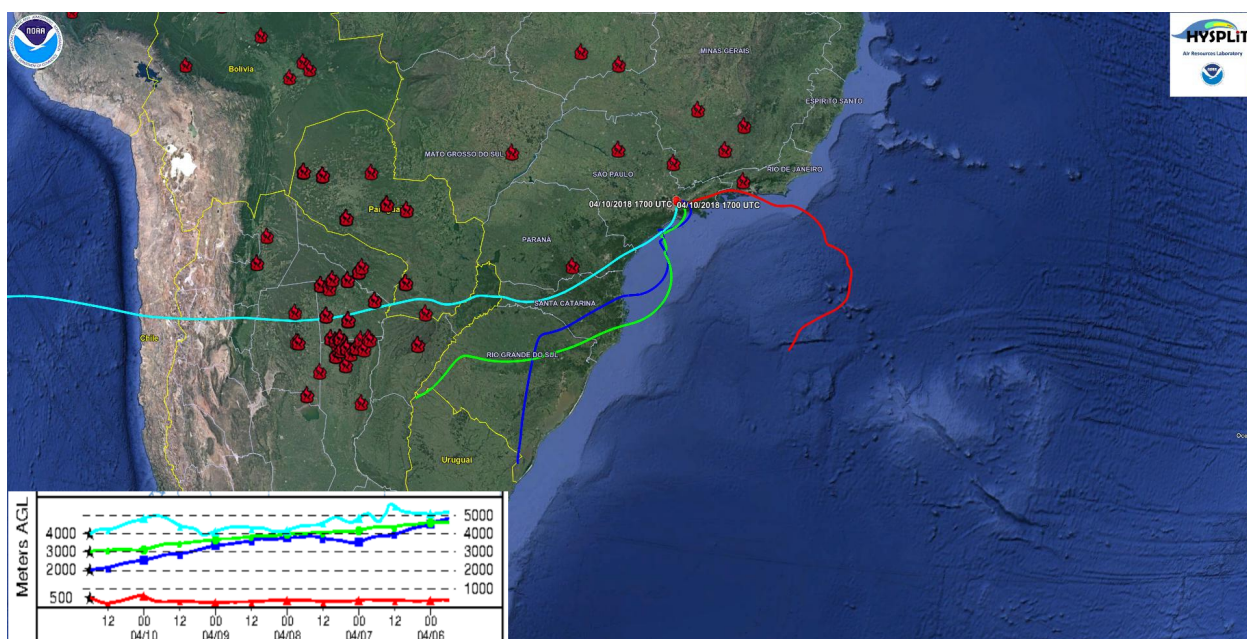 NOAA
HYSPLIT
Air Resources Laboratory
Bolivia
MINAS GERAIS
ESPIRITO SANTO
MATO GROSSO DO SUL
SÃO PAULO
RIO DE JANEIRO
04/10/2018 1700 UTC
04/10/2018 1700 UTC
PARANÁ
SANTA CATARINA
Chile
RIO GRANDE DO SUL
Uruguai
Meters AGL
4000
3000
2000
500
5000
4000
3000
2000
1000
12 00 12 00 12 00 12 00 12 00
04/10 04/09 04/08 04/07 04/06